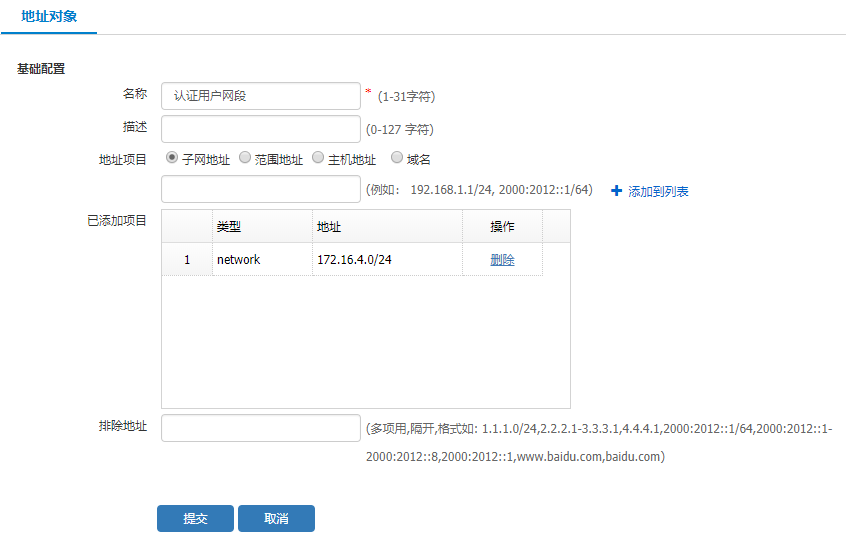 地址对象
基础配置
名称 认证用户网段 * (1-31字符)
描述 (0-127 字符)
地址项目 子网地址 范围地址 主机地址 域名
(例如： 192.168.1.1/24, 2000:2012::1/64) 添加到列表
已添加项目 类型 地址 操作
1 network 172.16.4.0/24 删除
排除地址 (多项用,隔开,格式如: 1.1.1.0/24,2.2.2.1-3.3.3.1,4.4.4.1,2000:2012::1/64,2000:2012::1-
2000:2012::8,2000:2012::1,www.baidu.com,baidu.com)
提交 取消